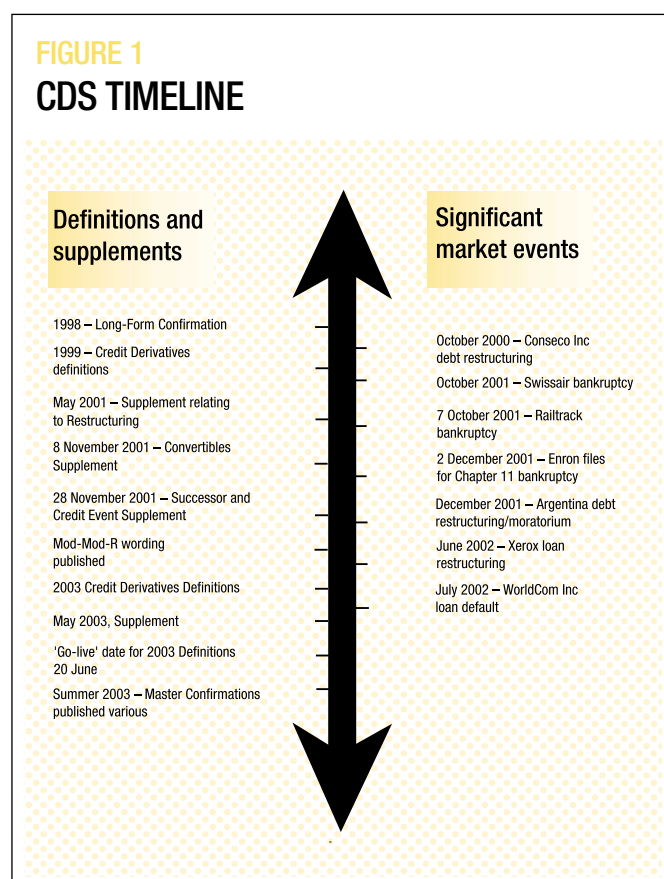 FIGURE 1
CDS TIMELINE
Definitions and
supplements
1998 – Long-Form Confirmation
1999 – Credit Derivatives
definitions
May 2001 – Supplement relating
to Restructuring
8 November 2001 – Convertibles
Supplement
28 November 2001 – Successor and
Credit Event Supplement
Mod-Mod-R wording
published
2003 Credit Derivatives Definitions
May 2003, Supplement
'Go-live' date for 2003 Definitions
20 June
Summer 2003 – Master Confirmations
published various
Significant
market events
October 2000 – Conseco Inc
debt restructuring
October 2001 – Swissair bankruptcy
7 October 2001 – Railtrack
bankruptcy
2 December 2001 – Enron files
for Chapter 11 bankruptcy
December 2001 – Argentina debt
restructuring/moratorium
June 2002 – Xerox loan
restructuring
July 2002 – WorldCom Inc
loan default